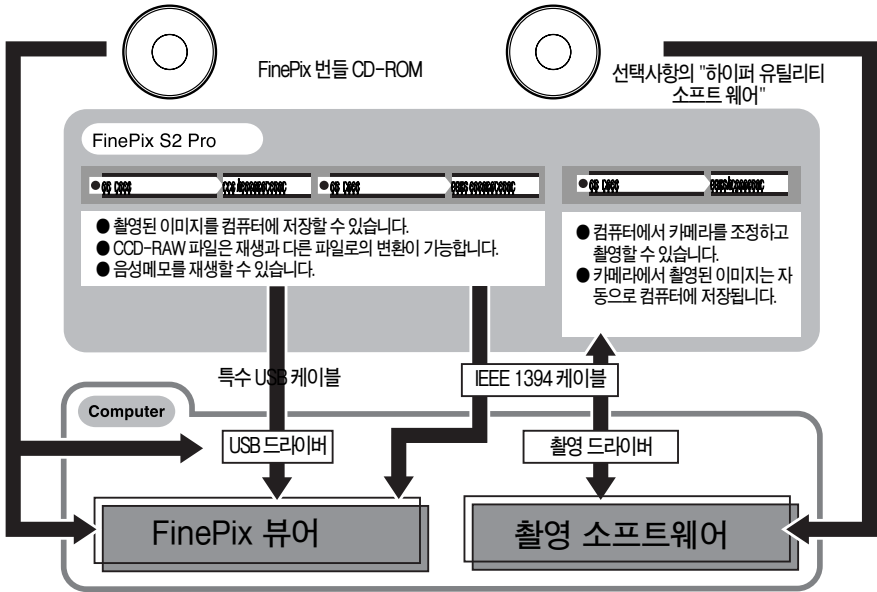 FinePix 번들 CD-ROM
선택사항의 "하이퍼 유틸리티
소프트 웨어"
FinePix S2 Pro
● 촬영된 이미지를 컴퓨터에 저장할 수 있습니다.
● CCD-RAW 파일은 재생과 다른 파일로의 변환이 가능합니다.
● 음성메모를 재생할 수 있습니다.
● 컴퓨터에서 카메라를 조정하고
촬영할 수 있습니다.
● 카메라에서 촬영된 이미지는 자
동으로 컴퓨터에 저장됩니다.
특수 USB 케이블
IEEE 1394 케이블
Computer
USB 드라이버
촬영 드라이버
FinePix 뷰어
촬영 소프트웨어